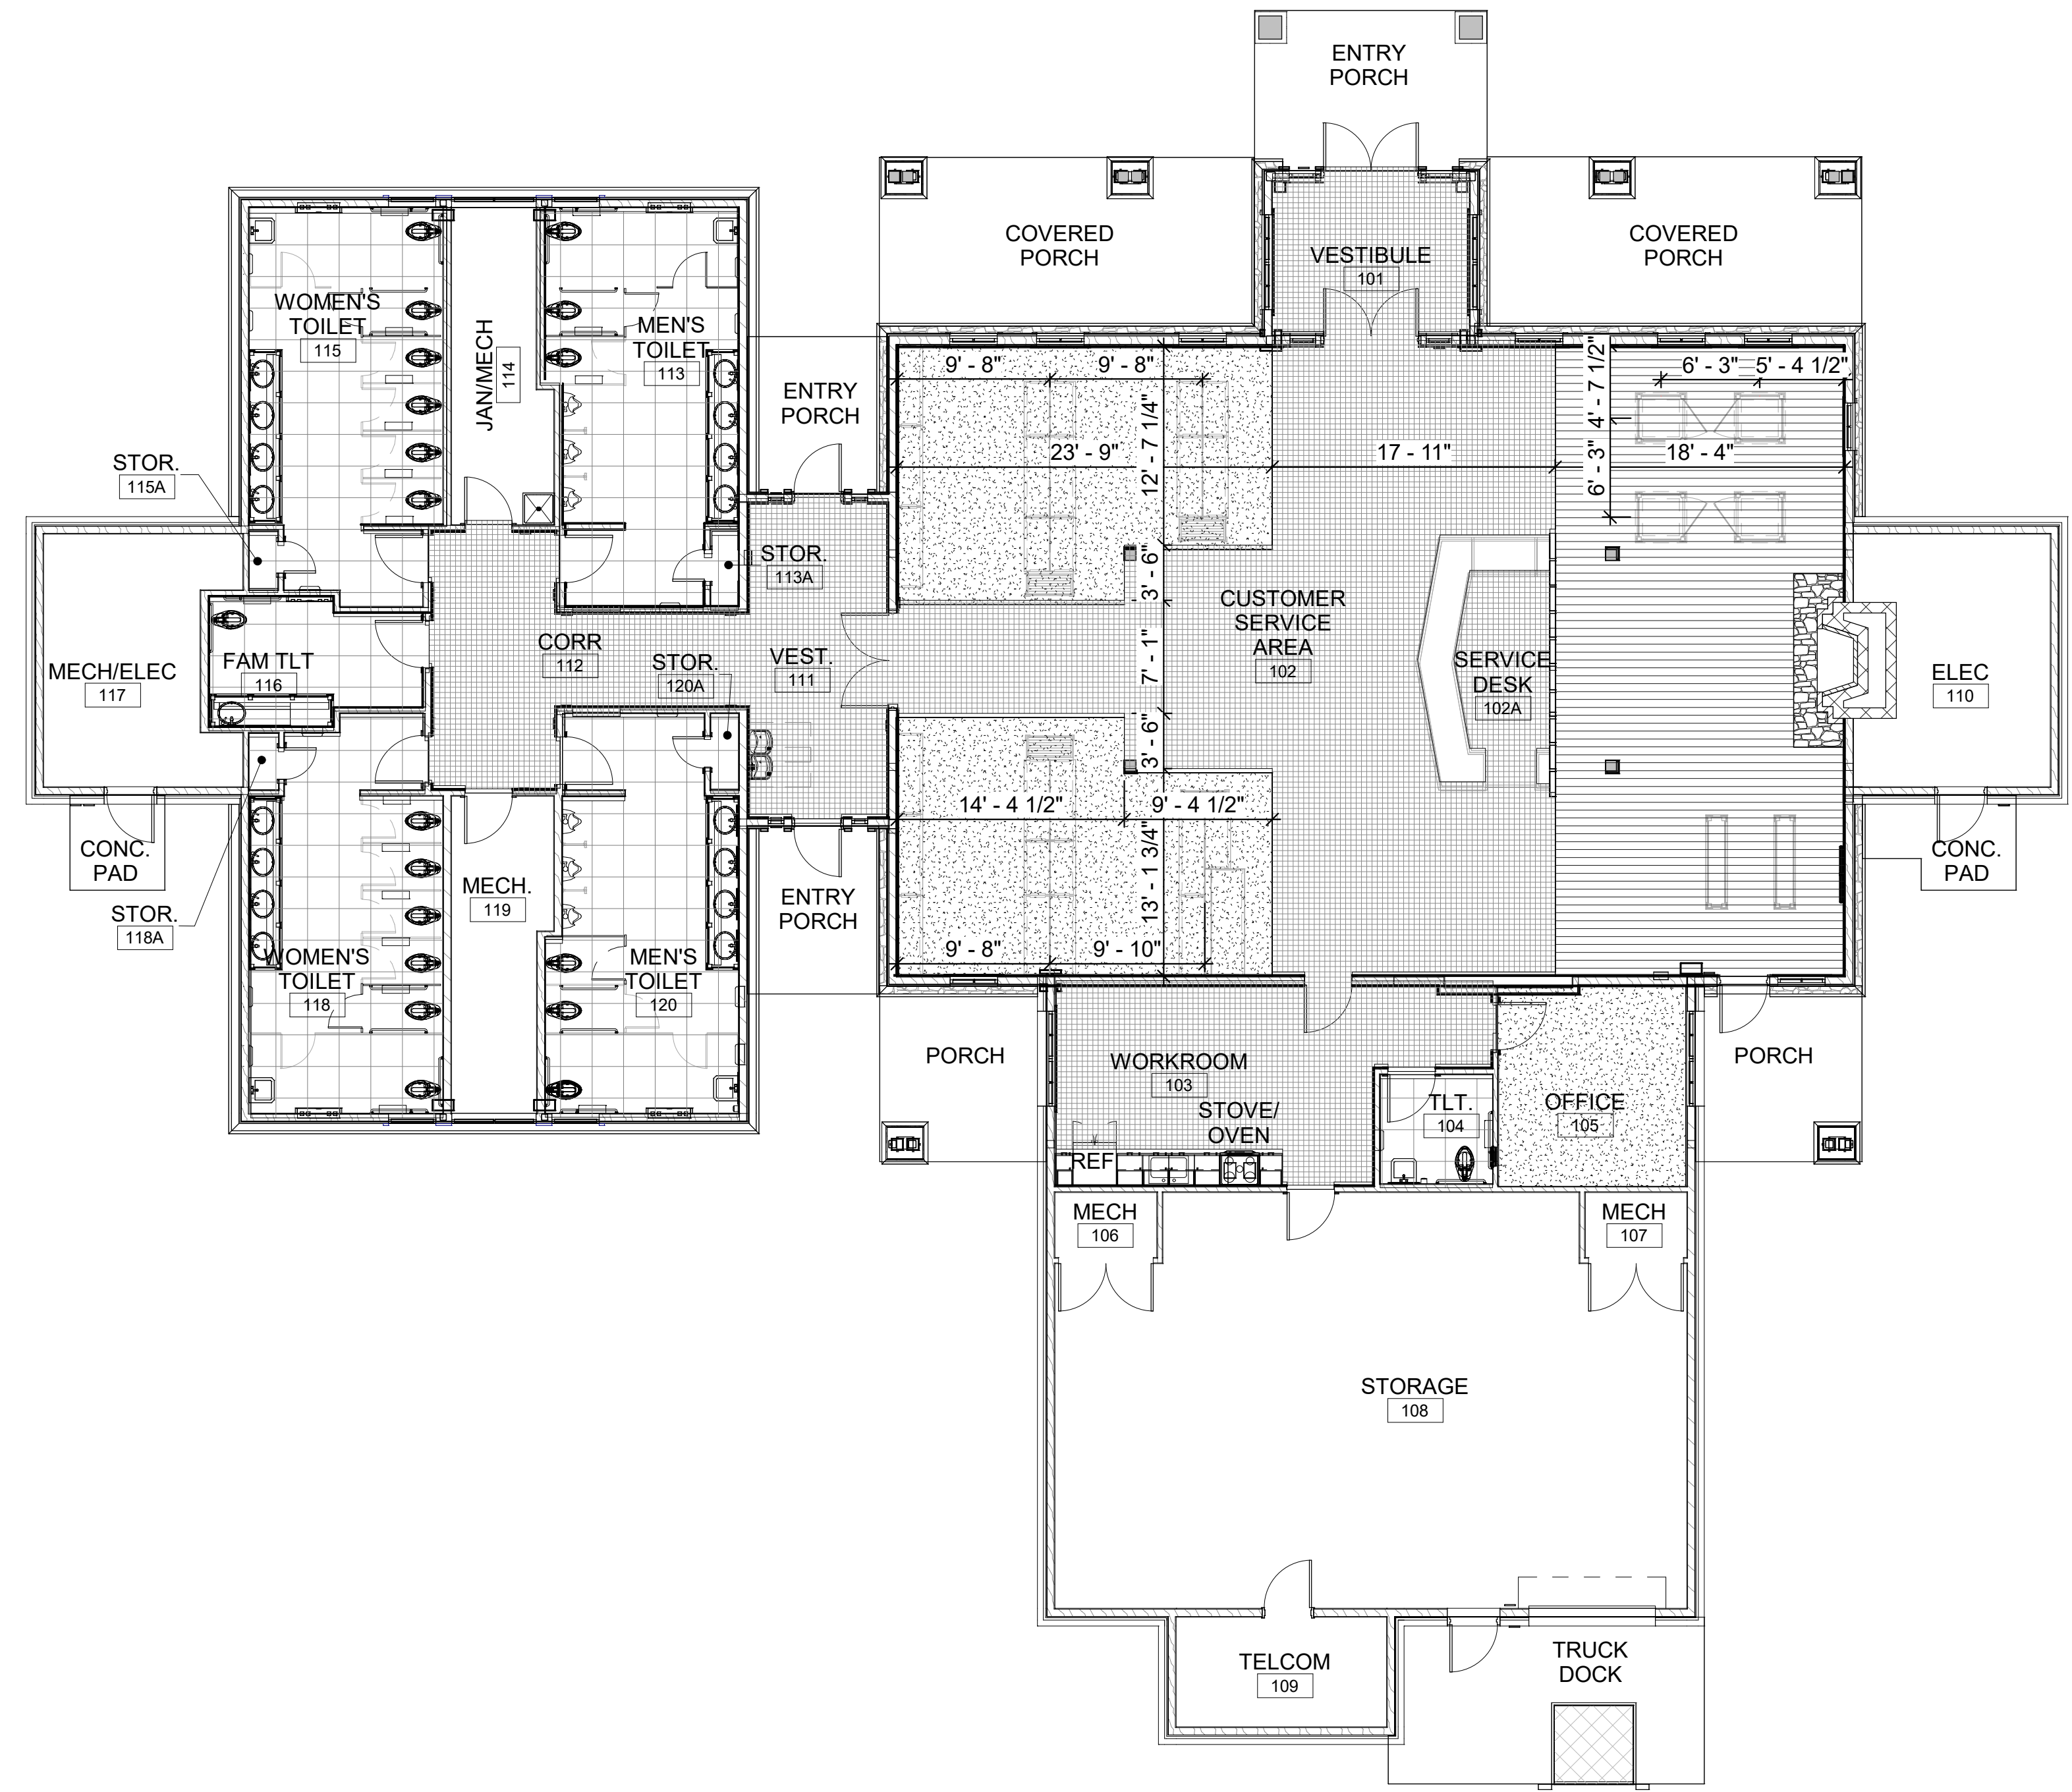 ENTRY
PORCH
COVERED
PORCH
VESTIBULE
101
COVERED
PORCH
WOMEN'S
TOILET
115
JAN/MECH
114
MEN'S
TOILET
113
ENTRY
PORCH
9' - 8"
9' - 8"
12' - 7 1/4"
23' - 9"
17 - 11"
4' - 7 1/2"
6' - 3"
5' - 4 1/2"
6' - 3"
18' - 4"
STOR.
115A
STOR.
113A
3' - 6"
CUSTOMER
SERVICE
AREA
102
MECH/ELEC
117
FAM TLT
116
CORR
112
STOR.
120A
VEST.
111
7' - 1"
SERVICE
DESK
102A
ELEC
110
3' - 6"
14' - 4 1/2"
9' - 4 1/2"
13' - 1 3/4"
9' - 8"
9' - 10"
CONC.
PAD
STOR.
118A
WOMEN'S
TOILET
118
MECH.
119
MEN'S
TOILET
120
ENTRY
PORCH
CONC.
PAD
PORCH
WORKROOM
103
STOVE/
OVEN
REF
TLT.
104
OFFICE
105
PORCH
MECH
106
MECH
107
STORAGE
108
TELCOM
109
TRUCK
DOCK